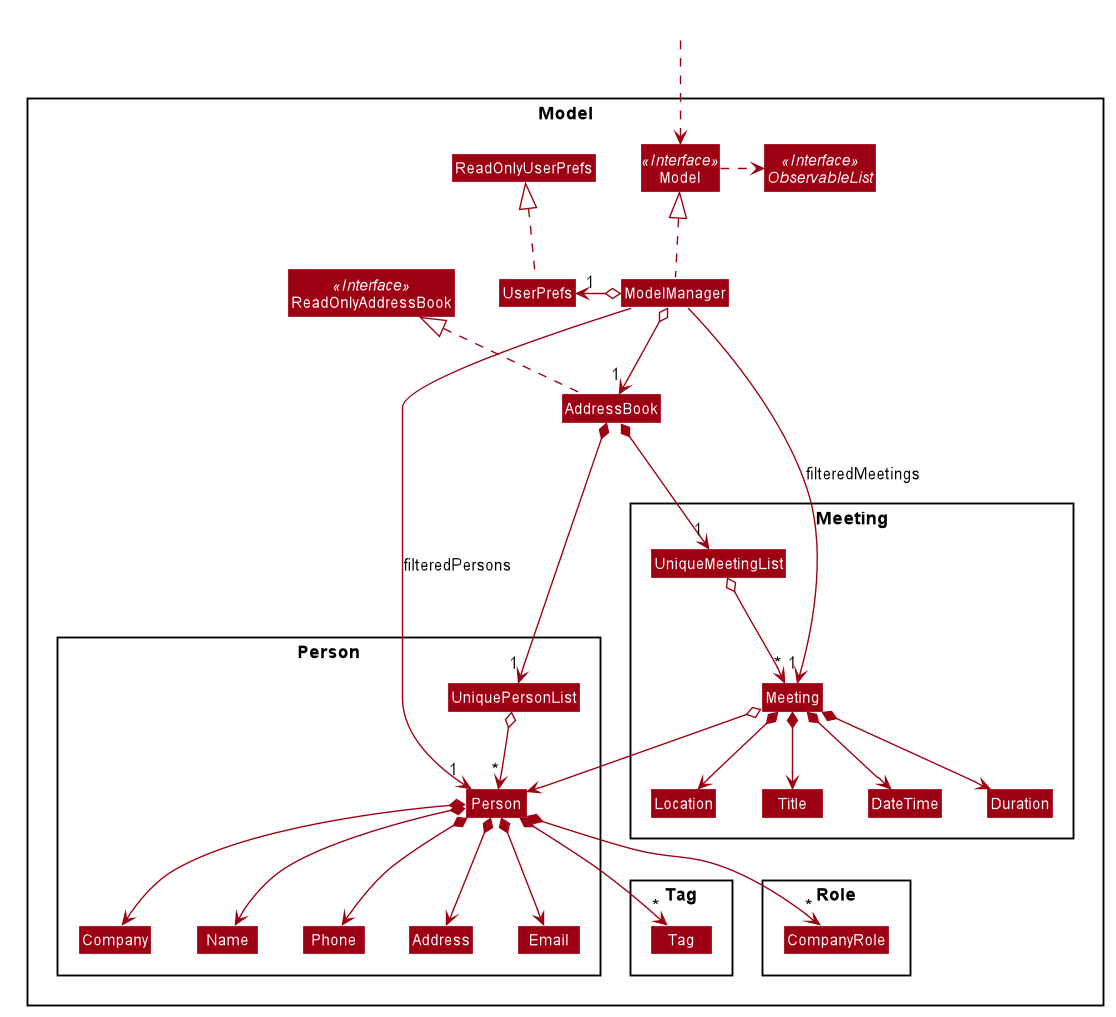 Model
ReadOnlyUserPrefs
«Interface»
Model
«Interface»
ObservableList
«Interface»
ReadOnlyAddressBook
UserPrefs
1
ModelManager
1
AddressBook
filteredMeetings
Meeting
1
UniqueMeetingList
filteredPersons
Person
1
* 1
UniquePersonList
Meeting
1
*
Person
Location
Title
DateTime
Duration
Tag
Role
*
*
Company
Name
Phone
Address
Email
Tag
CompanyRole